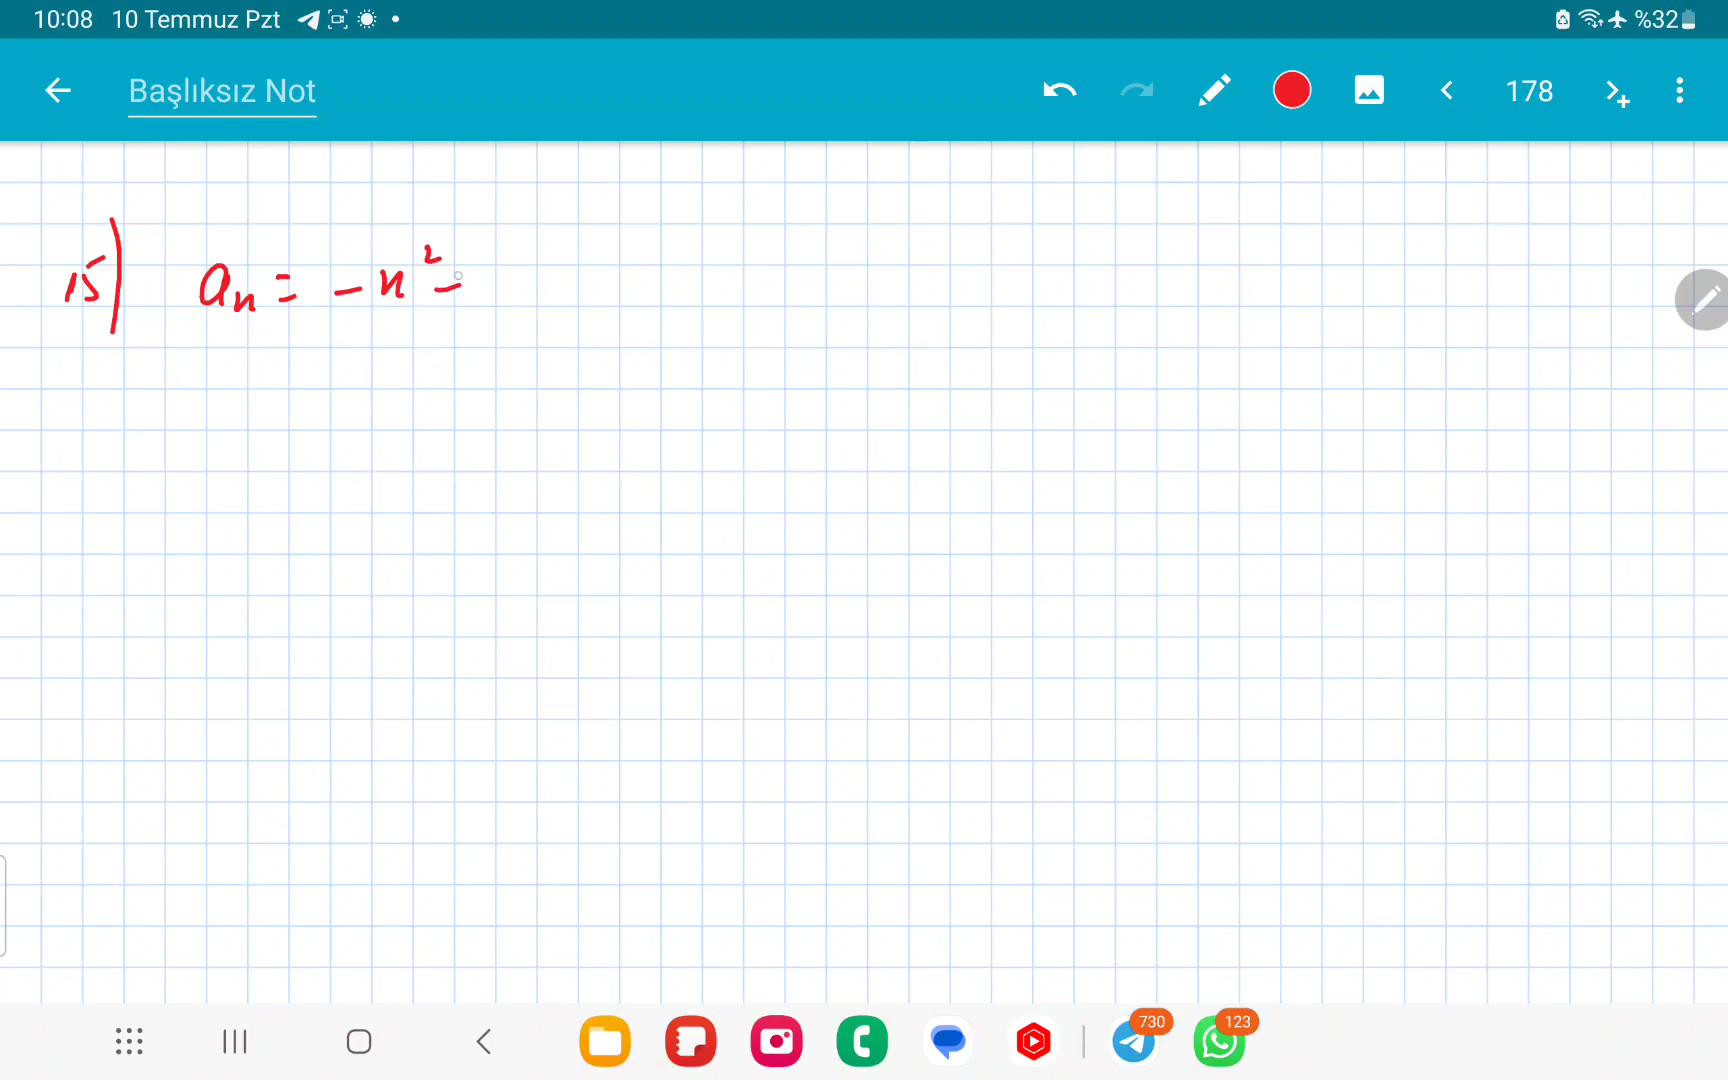 10:08 10 Temmuz Pzt %32
Başlıksız Not 178
15) aₙ = -n² -
730 123